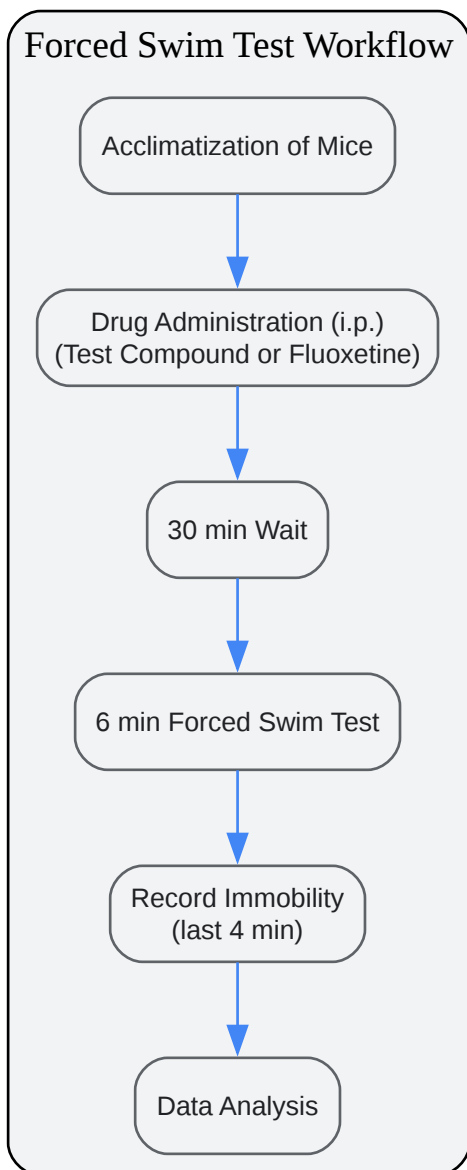 Forced Swim Test Workflow
Acclimatization of Mice
Drug Administration (i.p.)
(Test Compound or Fluoxetine)
30 min Wait
6 min Forced Swim Test
Record Immobility
(last 4 min)
Data Analysis